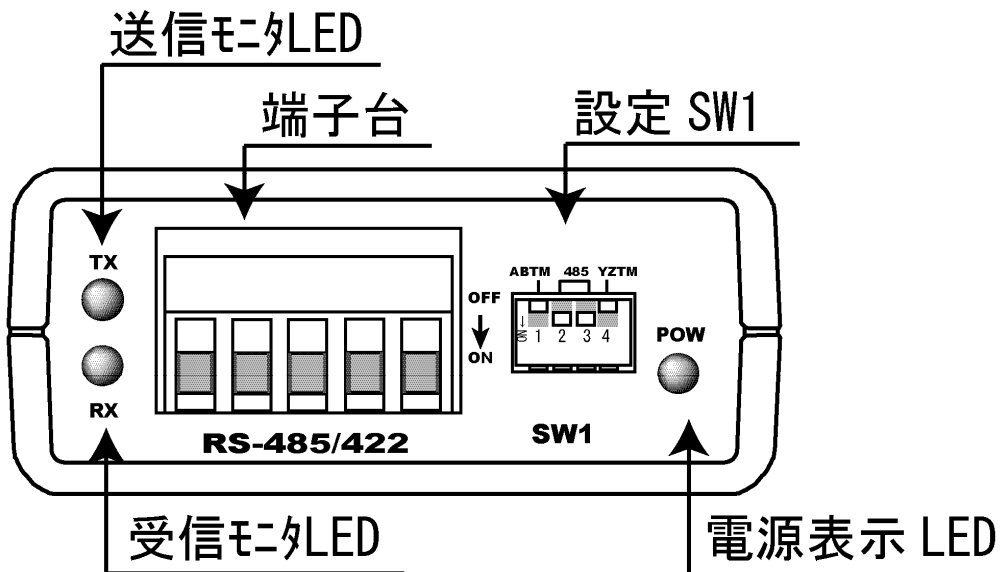 送信ﾓﾆﾀLED
端子台
設定 SW1
TX
ABTM 485 YZTM
OFF
↓
ON
ON→
1 2 3 4
POW
RX
RS-485/422
SW1
受信ﾓﾆﾀLED
電源表示 LED